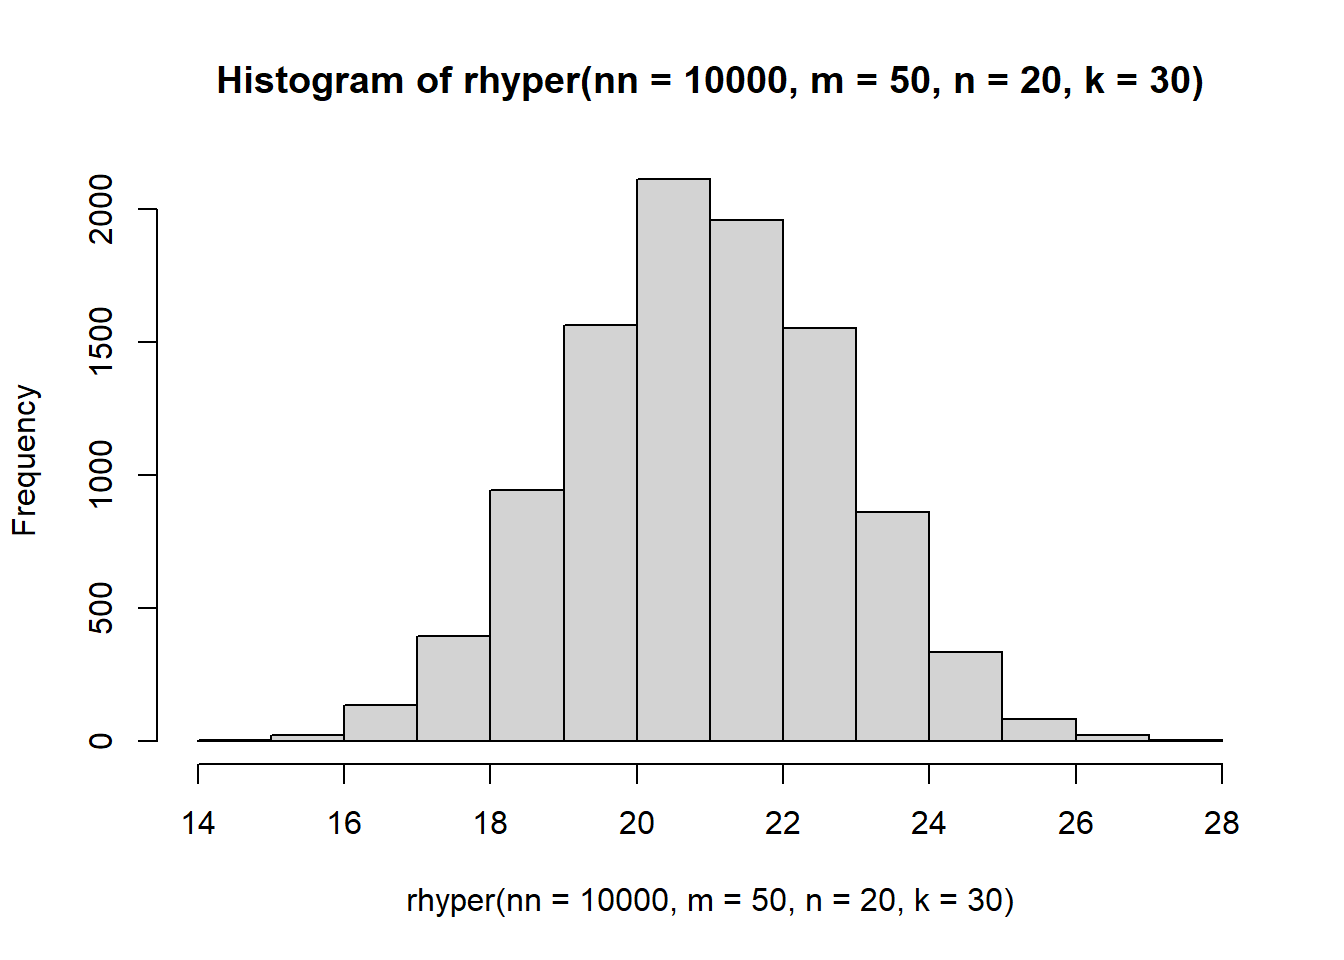 Histogram of rhyper(nn = 10000, m = 50, n = 20, k = 30)
Frequency
2000
1500
1000
500
0
14 16 18 20 22 24 26 28
rhyper(nn = 10000, m = 50, n = 20, k = 30)